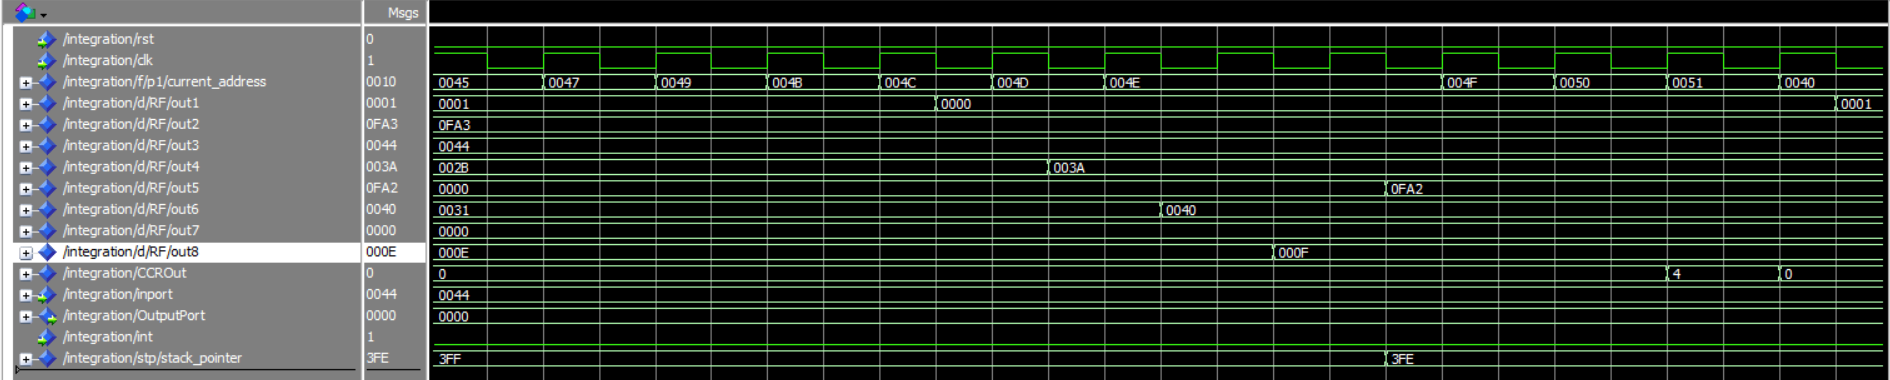 Msgs
/integration/rst 0
/integration/clk 1
/integration/f/p1/current_address 0010 0045 0047 0049 004B 004C 004D 004E 004F 0050 0051 0040
/integration/d/RF/out1 0001 0001 0000 0001
/integration/d/RF/out2 0FA3 0FA3
/integration/d/RF/out3 0044 0044
/integration/d/RF/out4 003A 002B 003A
/integration/d/RF/out5 0FA2 0000 0FA2
/integration/d/RF/out6 0040 0031 0040
/integration/d/RF/out7 0000 0000
/integration/d/RF/out8 000E 000E 000F
/integration/CCROut 0 0 4 0
/integration/inport 0044 0044
/integration/OutputPort 0000 0000
/integration/int 1
/integration/stp/stack_pointer 3FE 3FF 3FE